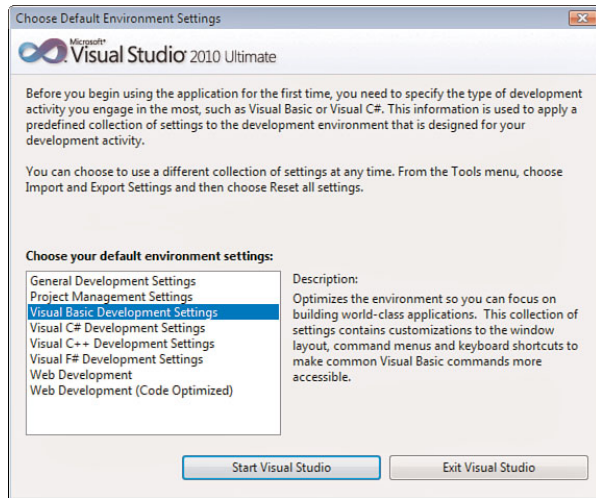 Choose Default Environment Settings
Microsoft®
Visual Studio® 2010 Ultimate
Before you begin using the application for the first time, you need to specify the type of development
activity you engage in the most, such as Visual Basic or Visual C#. This information is used to apply a
predefined collection of settings to the development environment that is designed for your
development activity.
You can choose to use a different collection of settings at any time. From the Tools menu, choose
Import and Export Settings and then choose Reset all settings.
Choose your default environment settings:
General Development Settings
Project Management Settings
Visual Basic Development Settings
Visual C# Development Settings
Visual C++ Development Settings
Visual F# Development Settings
Web Development
Web Development (Code Optimized)
Description:
Optimizes the environment so you can focus on
building world-class applications. This collection of
settings contains customizations to the window
layout, command menus and keyboard shortcuts to
make common Visual Basic commands more
accessible.
Start Visual Studio
Exit Visual Studio